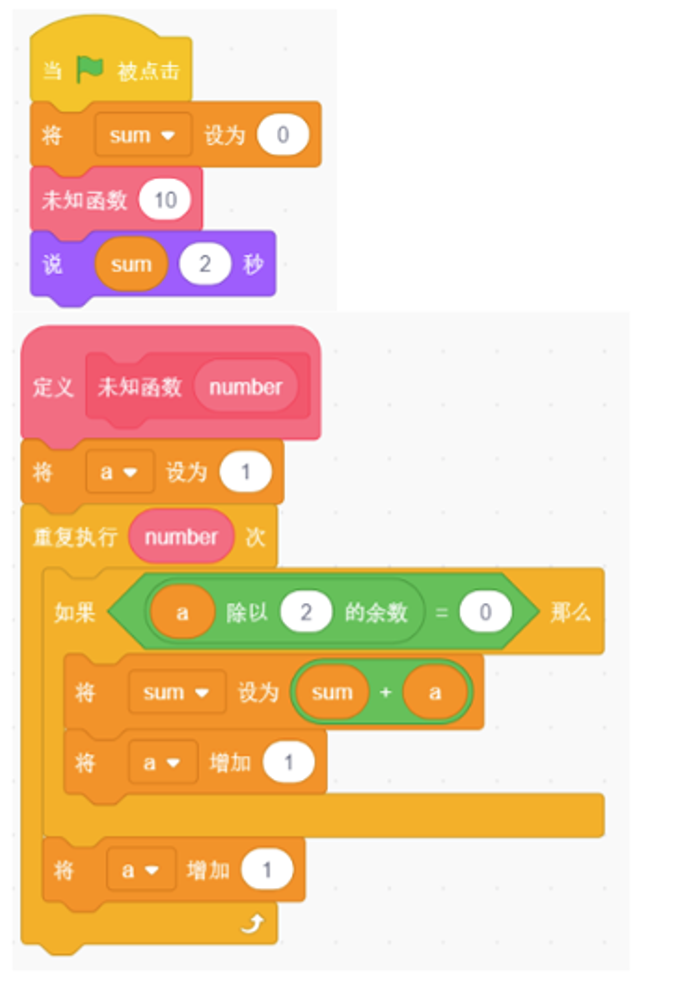 当 被点击
将 sum 设为 0
未知函数 10
说 sum 2 秒
定义 未知函数 number
将 a 设为 1
重复执行 number 次
如果 a 除以 2 的余数 = 0 那么
将 sum 设为 sum + a
将 a 增加 1
将 a 增加 1